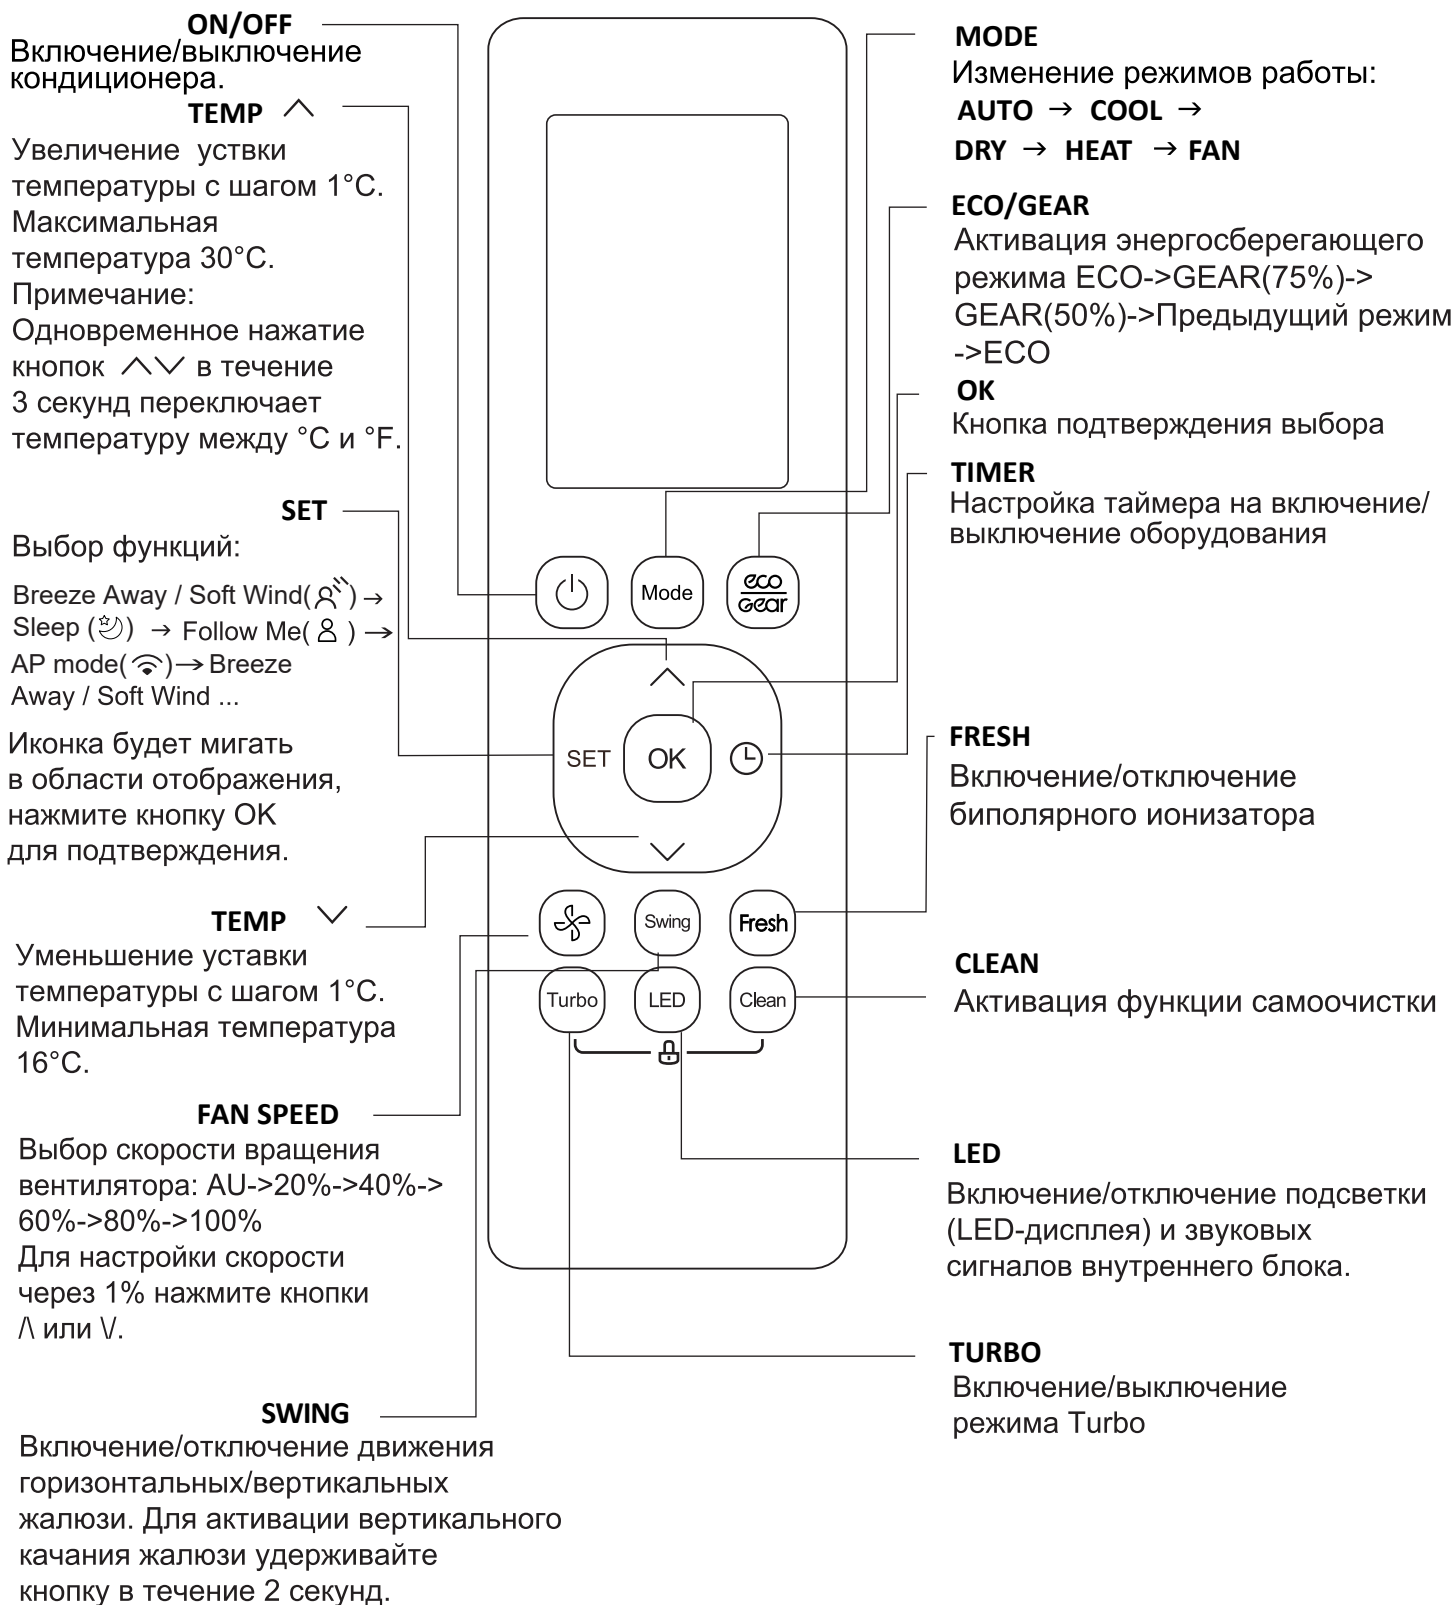 ON/OFF
Включение/выключение
кондиционера.
TEMP ︿
Увеличение уствки
температуры с шагом 1°C.
Максимальная
температура 30°C.
Примечание:
Одновременное нажатие
кнопок ︿﹀ в течение
3 секунд переключает
температуру между °C и °F.
SET
Выбор функций:
Breeze Away / Soft Wind( ) →
Sleep ( ) → Follow Me( ) →
AP mode( ) → Breeze
Away / Soft Wind ...
Иконка будет мигать
в области отображения,
нажмите кнопку OK
для подтверждения.
TEMP ﹀
Уменьшение уставки
температуры с шагом 1°C.
Минимальная температура
16°C.
FAN SPEED
Выбор скорости вращения
вентилятора: AU->20%->40%->
60%->80%->100%
Для настройки скорости
через 1% нажмите кнопки
/\ или \/.
SWING
Включение/отключение движения
горизонтальных/вертикальных
жалюзи. Для активации вертикального
качания жалюзи удерживайте
кнопку в течение 2 секунд.
Mode
eco
Gear
SET
OK
Swing
Fresh
Turbo
LED
Clean
MODE
Изменение режимов работы:
AUTO → COOL →
DRY → HEAT → FAN
ECO/GEAR
Активация энергосберегающего
режима ECO->GEAR(75%)->
GEAR(50%)->Предыдущий режим
->ECO
OK
Кнопка подтверждения выбора
TIMER
Настройка таймера на включение/
выключение оборудования
FRESH
Включение/отключение
биполярного ионизатора
CLEAN
Активация функции самоочистки
LED
Включение/отключение подсветки
(LED-дисплея) и звуковых
сигналов внутреннего блока.
TURBO
Включение/выключение
режима Turbo